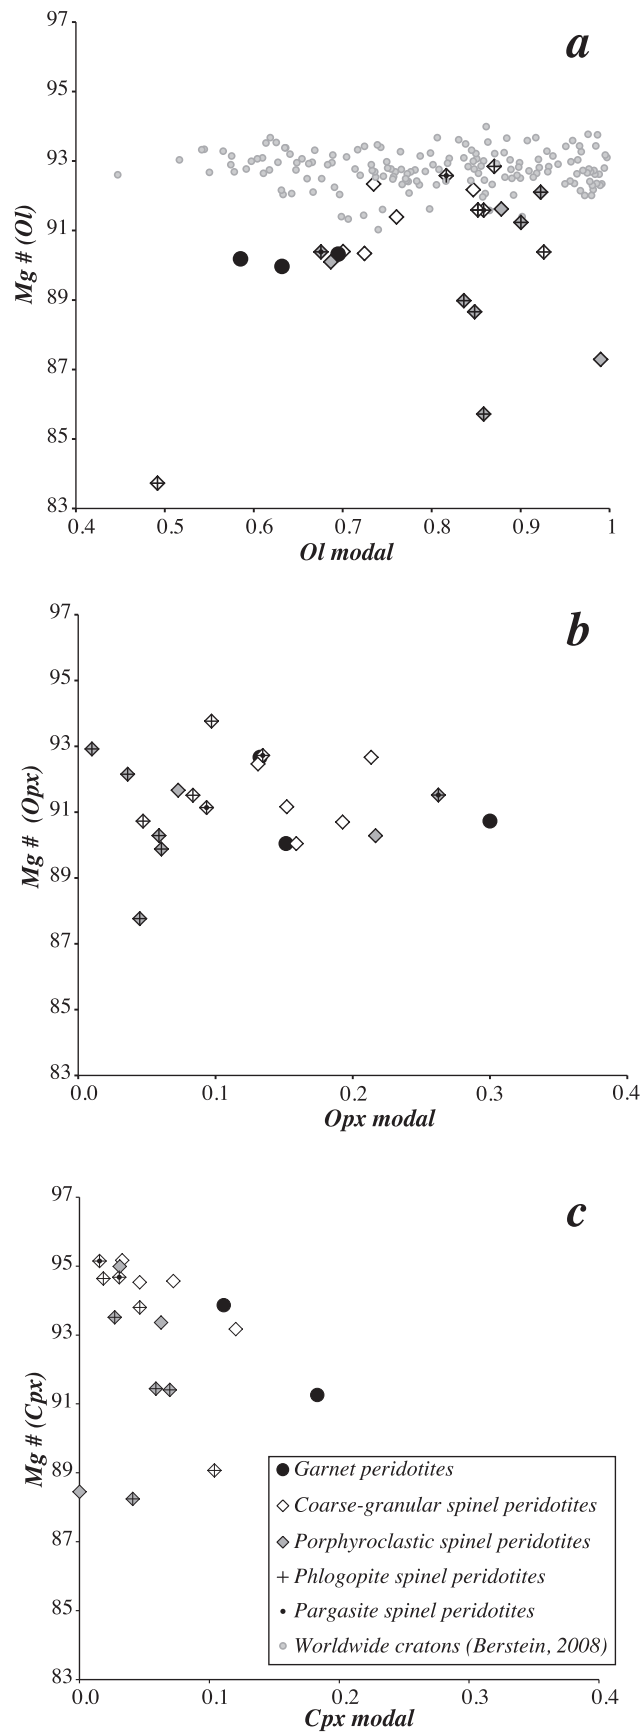 a
97
95
93
91
89
87
85
83
Mg # (Ol)
0.4 0.5 0.6 0.7 0.8 0.9 1
Ol modal
b
97
95
93
91
89
87
85
83
Mg # (Opx)
0.0 0.1 0.2 0.3 0.4
Opx modal
c
97
95
93
91
89
87
85
83
Mg # (Cpx)
Garnet peridotites
Coarse-granular spinel peridotites
Porphyroclastic spinel peridotites
Phlogopite spinel peridotites
Pargasite spinel peridotites
Worldwide cratons (Berstein, 2008)
0.0 0.1 0.2 0.3 0.4
Cpx modal